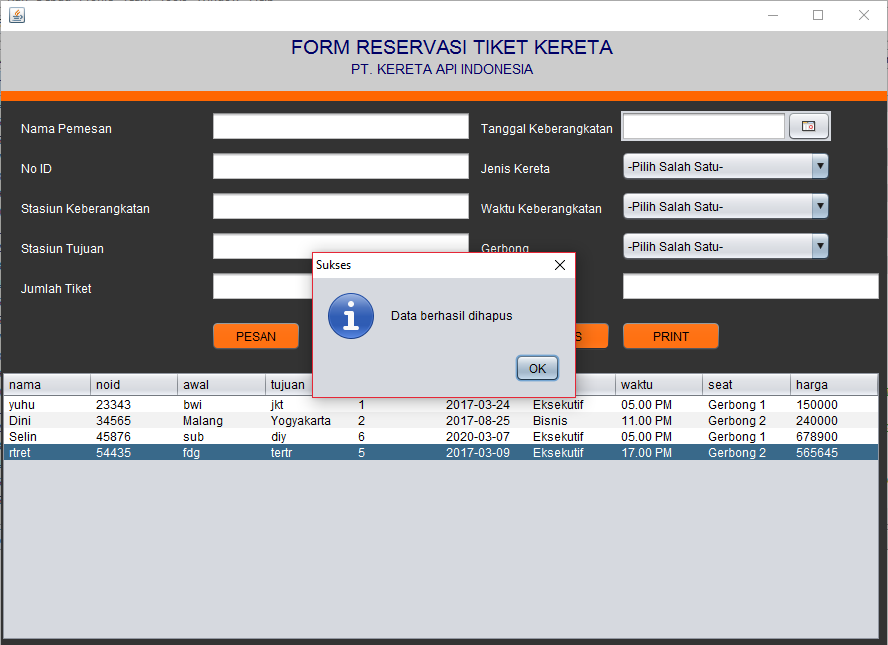 FORM RESERVASI TIKET KERETA
PT. KERETA API INDONESIA
Nama Pemesan
Tanggal Keberangkatan
No ID
Jenis Kereta
-Pilih Salah Satu-
Stasiun Keberangkatan
Waktu Keberangkatan
-Pilih Salah Satu-
Stasiun Tujuan
Gerbong
-Pilih Salah Satu-
Jumlah Tiket
Sukses
Data berhasil dihapus
OK
PESAN
S
PRINT
nama noid awal tujuan waktu seat harga
yuhu 23343 bwi jkt 1 2017-03-24 Eksekutif 05.00 PM Gerbong 1 150000
Dini 34565 Malang Yogyakarta 2 2017-08-25 Bisnis 11.00 PM Gerbong 2 240000
Selin 45876 sub diy 6 2020-03-07 Eksekutif 05.00 PM Gerbong 1 678900
rtret 54435 fdg tertr 5 2017-03-09 Eksekutif 17.00 PM Gerbong 2 565645